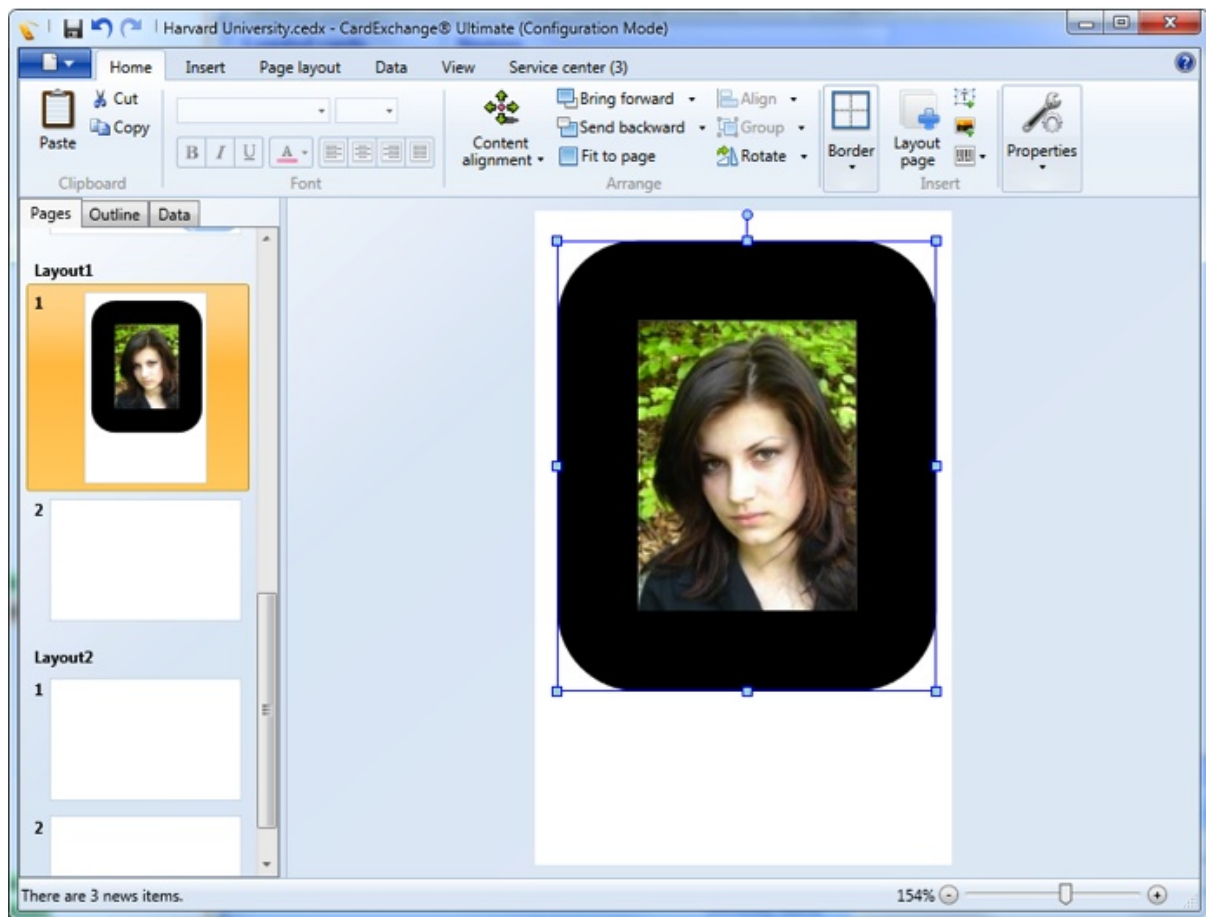 Harvard University.cedx - CardExchange® Ultimate (Configuration Mode)
Home Insert Page layout Data View Service center (3)
Paste
Cut
Copy
Clipboard
B I U A
Font
Content alignment
Bring forward
Send backward
Fit to page
Align
Group
Rotate
Arrange
Border
Layout page
Insert
Properties
Pages Outline Data
Layout1
1
2
Layout2
1
2
There are 3 news items.
154%